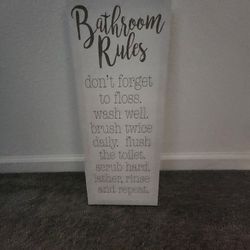 Bathroom
Rules
don't forget
to floss.
wash well.
brush twice
daily. flush
the toilet.
scrub hard.
lather, rinse
and repeat.